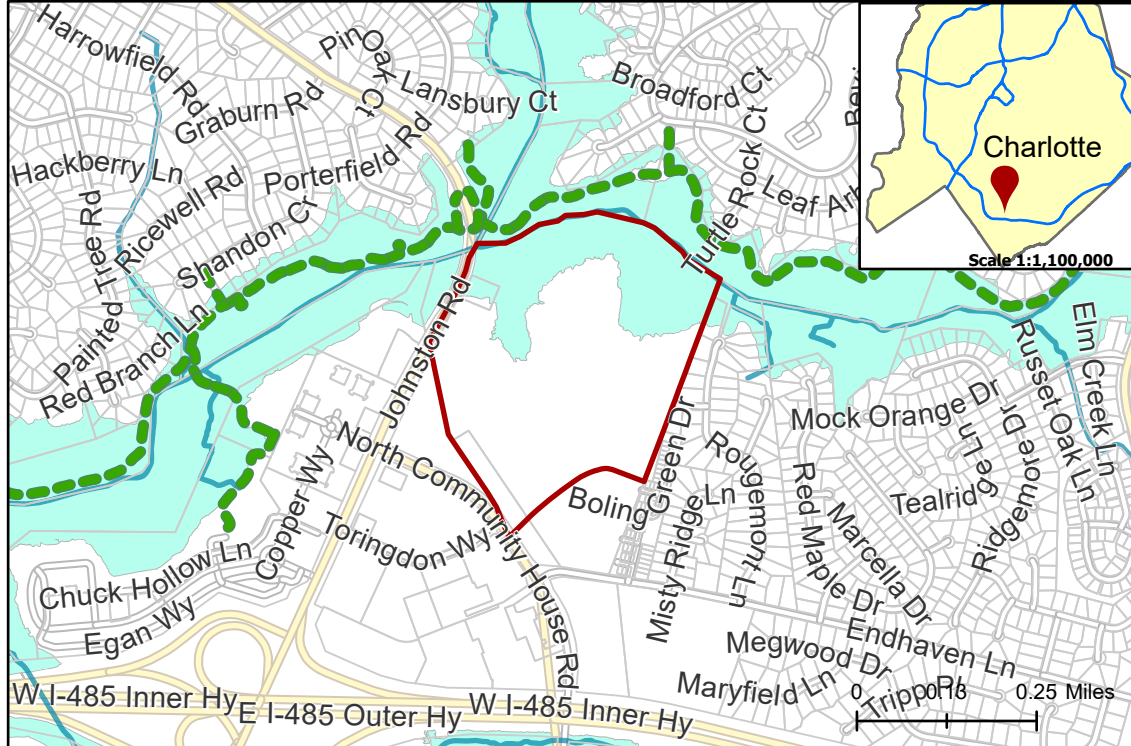 Harrowfield Rd
Pin Oak Ct
Lansbury Ct
Broadford Ct
Graburn Rd
Hackberry Ln
Porterfield Rd
Ricewell Rd
Shandon Cr
Painted Tree Rd
Red Branch Ln
Turtle Rock Ct
Charlotte
Scale 1:1,100,000
Johnston Rd
North Community House Rd
Copper Wy
Toringdon Wy
Chuck Hollow Ln
Egan Wy
Boling Green Dr
Misty Ridge Ln
Rougemont Ln
Red Maple Dr
Marcella Dr
Mock Orange Dr
Tealridge Ln
Ridgemore Dr
Russet Oak Ln
Elm Creek Ln
Endhaven Ln
Megwood Dr
Maryfield Ln
Tripp Pl
W I-485 Inner Hy
E I-485 Outer Hy
W I-485 Inner Hy
0
0.25 Miles